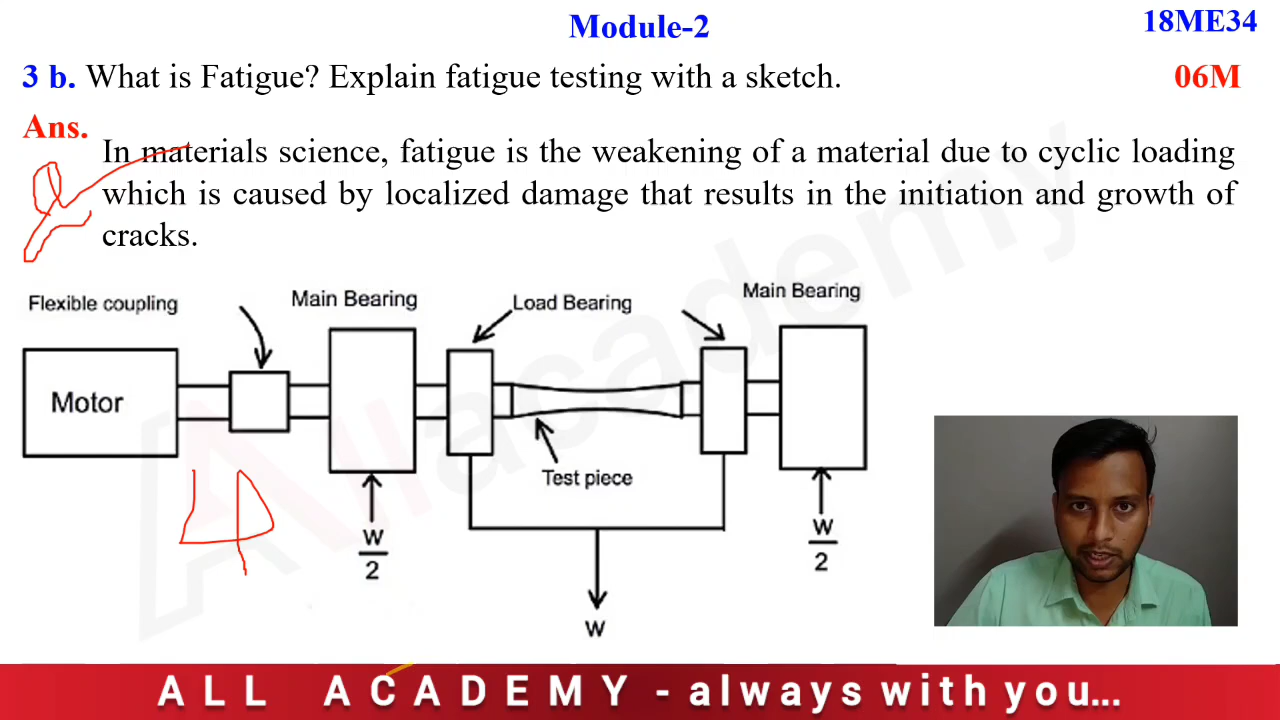 Module-2
18ME34
3 b. What is Fatigue? Explain fatigue testing with a sketch.
06M
Ans.
In materials science, fatigue is the weakening of a material due to cyclic loading
which is caused by localized damage that results in the initiation and growth of
cracks.
Flexible coupling
Main Bearing
Load Bearing
Main Bearing
Motor
Test piece
W
2
W
2
W
Allacademy
ALL ACADEMY - always with you...